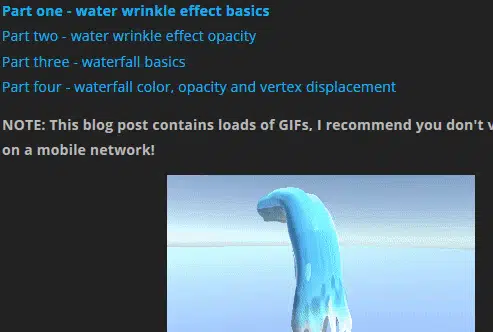 Part one - water wrinkle effect basics
Part two - water wrinkle effect opacity
Part three - waterfall basics
Part four - waterfall color, opacity and vertex displacement
NOTE: This blog post contains loads of GIFs, I recommend you don't
on a mobile network!